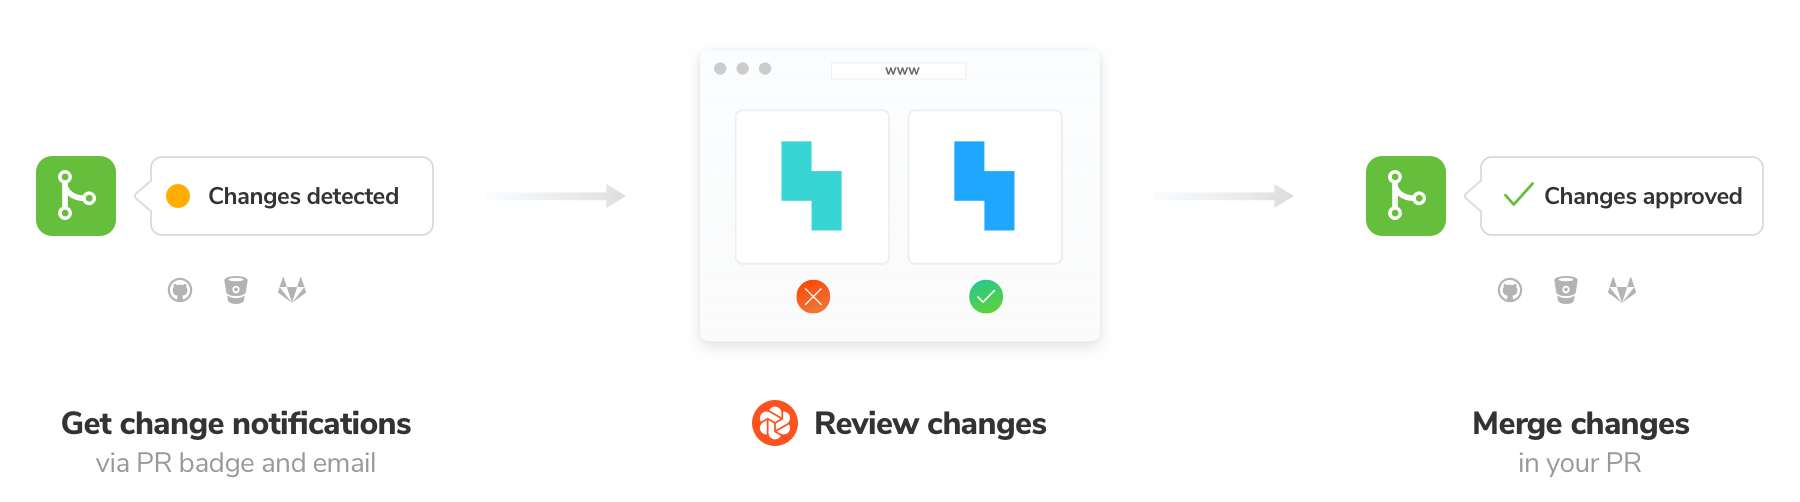 www
Changes detected
Changes approved
Get change notifications
via PR badge and email
Review changes
Merge changes
in your PR